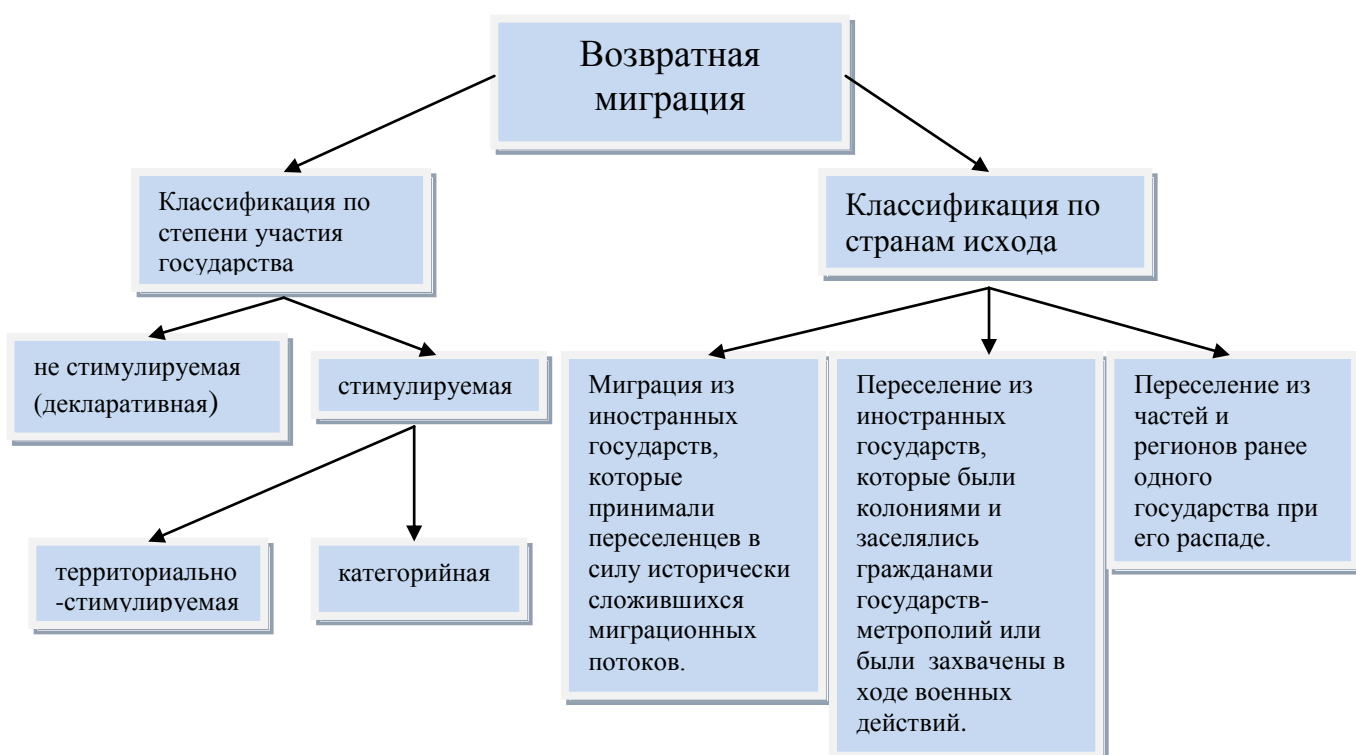 Возвратная
миграция
Классификация по
степени участия
государства
Классификация по
странам исхода
не стимулируемая
(декларативная)
стимулируемая
территориально
-стимулируемая
категорийная
Миграция из
иностранных
государств,
которые
принимали
переселенцев в
силу исторически
сложившихся
миграционных
потоков.
Переселение из
иностранных
государств,
которые были
колониями и
заселялись
гражданами
государств-
метрополий или
были захвачены в
ходе военных
действий.
Переселение из
частей и
регионов ранее
одного
государства при
его распаде.